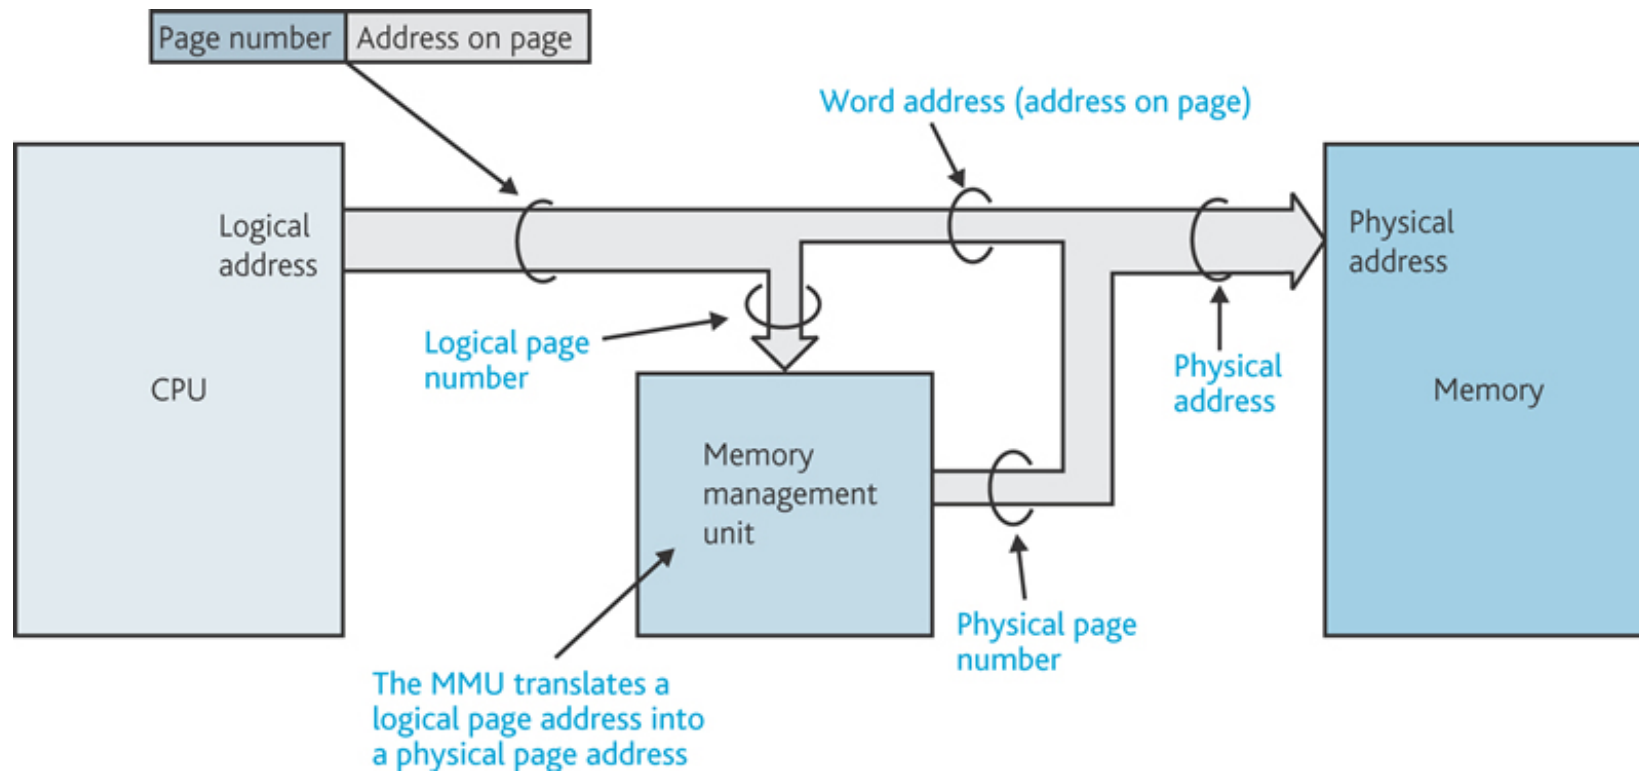 Page number Address on page
Word address (address on page)
Logical
address
Physical
address
Logical page
number
Physical
address
CPU
Memory
Memory
management
unit
Physical page
number
The MMU translates a
logical page address into
a physical page address